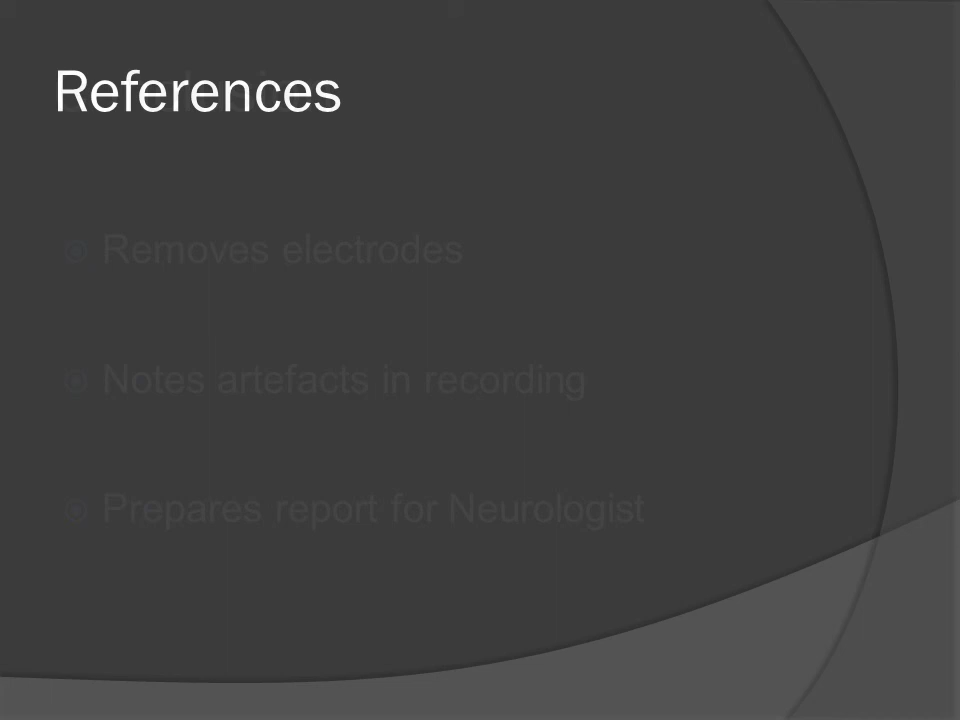 References
Removes electrodes
Notes artefacts in recording
Prepares report for Neurologist